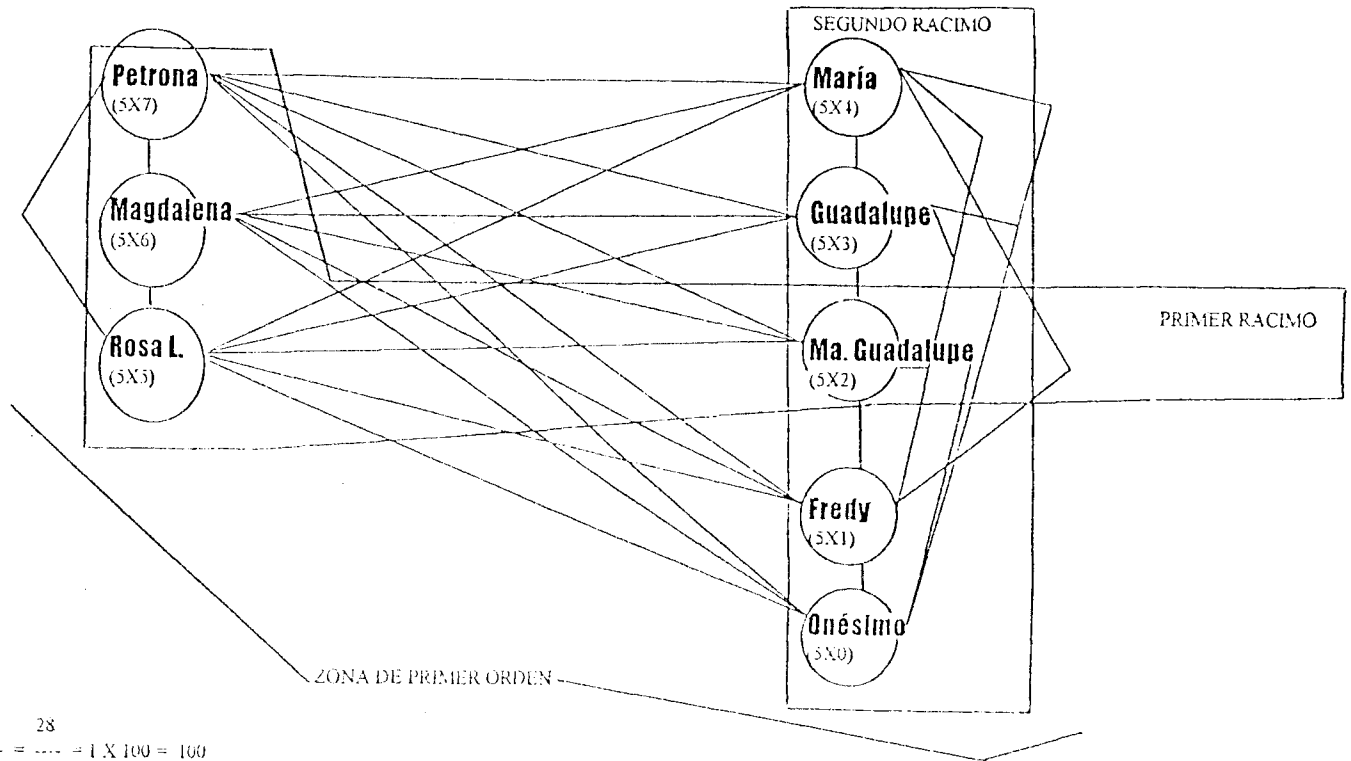 SEGUNDO RACIMO
Petrona
(5X7)
María
(5X4)
Magdalena
(5X6)
Guadalupe
(5X3)
PRIMER RACIMO
Rosa L.
(5X5)
Ma. Guadalupe
(5X2)
Fredy
(5X1)
Onésimo
(5X0)
ZONA DE PRIMER ORDEN
28
= ---- = 1 X 100 = 100